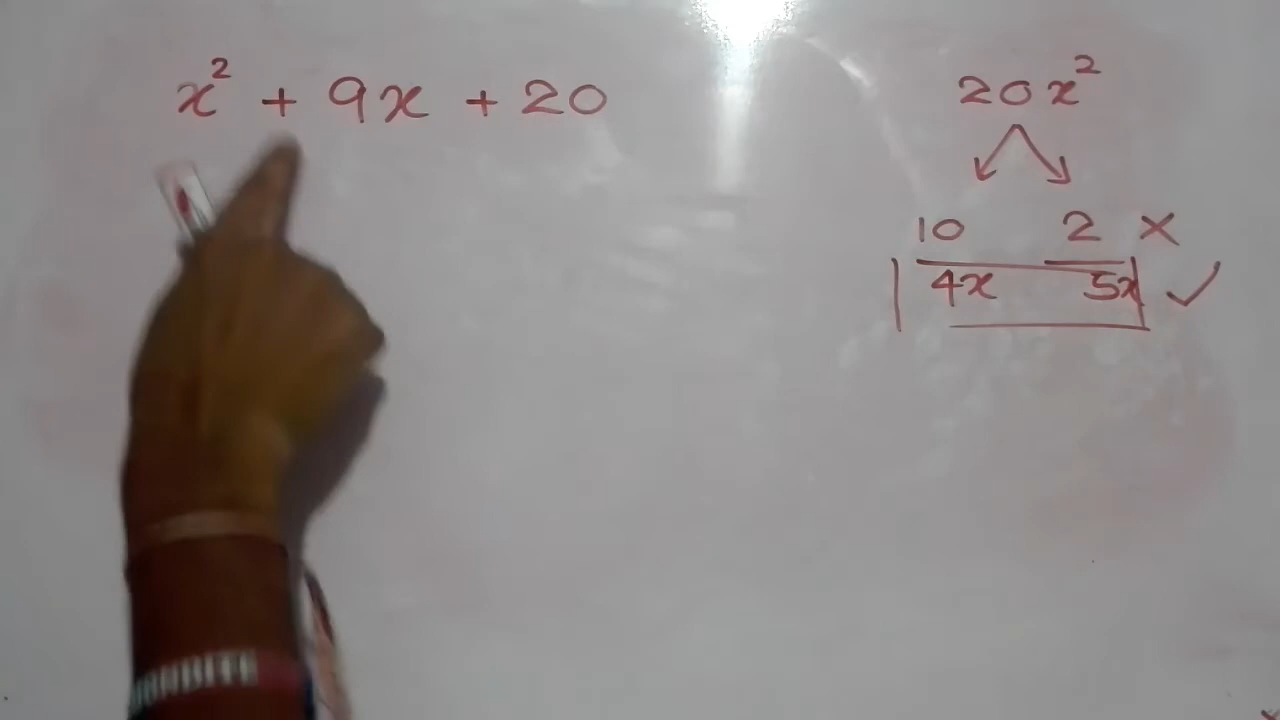 x² + 9x + 20
20x²
10 2 ×
4x 5x ✓